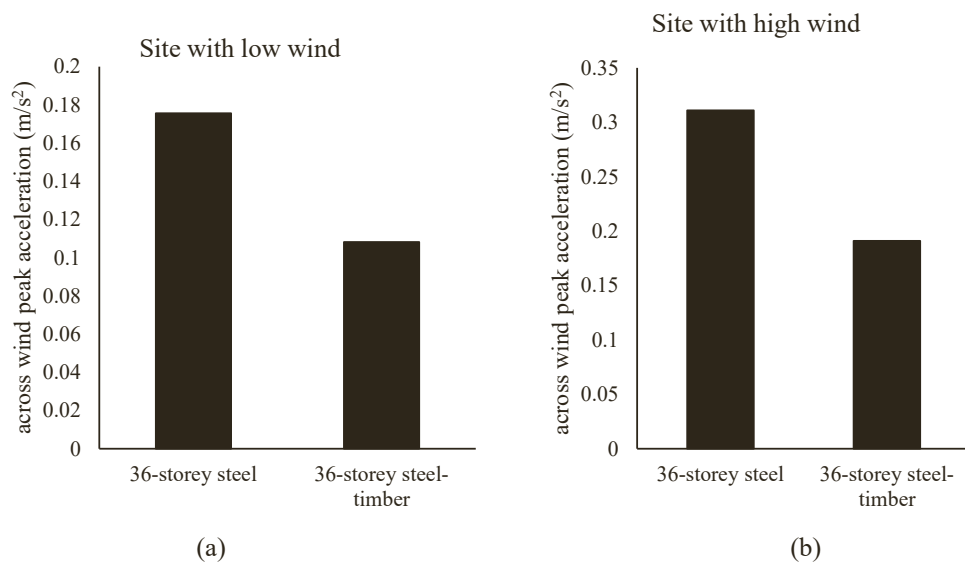 Site with low wind
across wind peak acceleration (m/s²)
0.2
0.18
0.16
0.14
0.12
0.1
0.08
0.06
0.04
0.02
0
36-storey steel
36-storey steel-
timber
(a)
Site with high wind
across wind peak acceleration (m/s²)
0.35
0.3
0.25
0.2
0.15
0.1
0.05
0
36-storey steel
36-storey steel-
timber
(b)